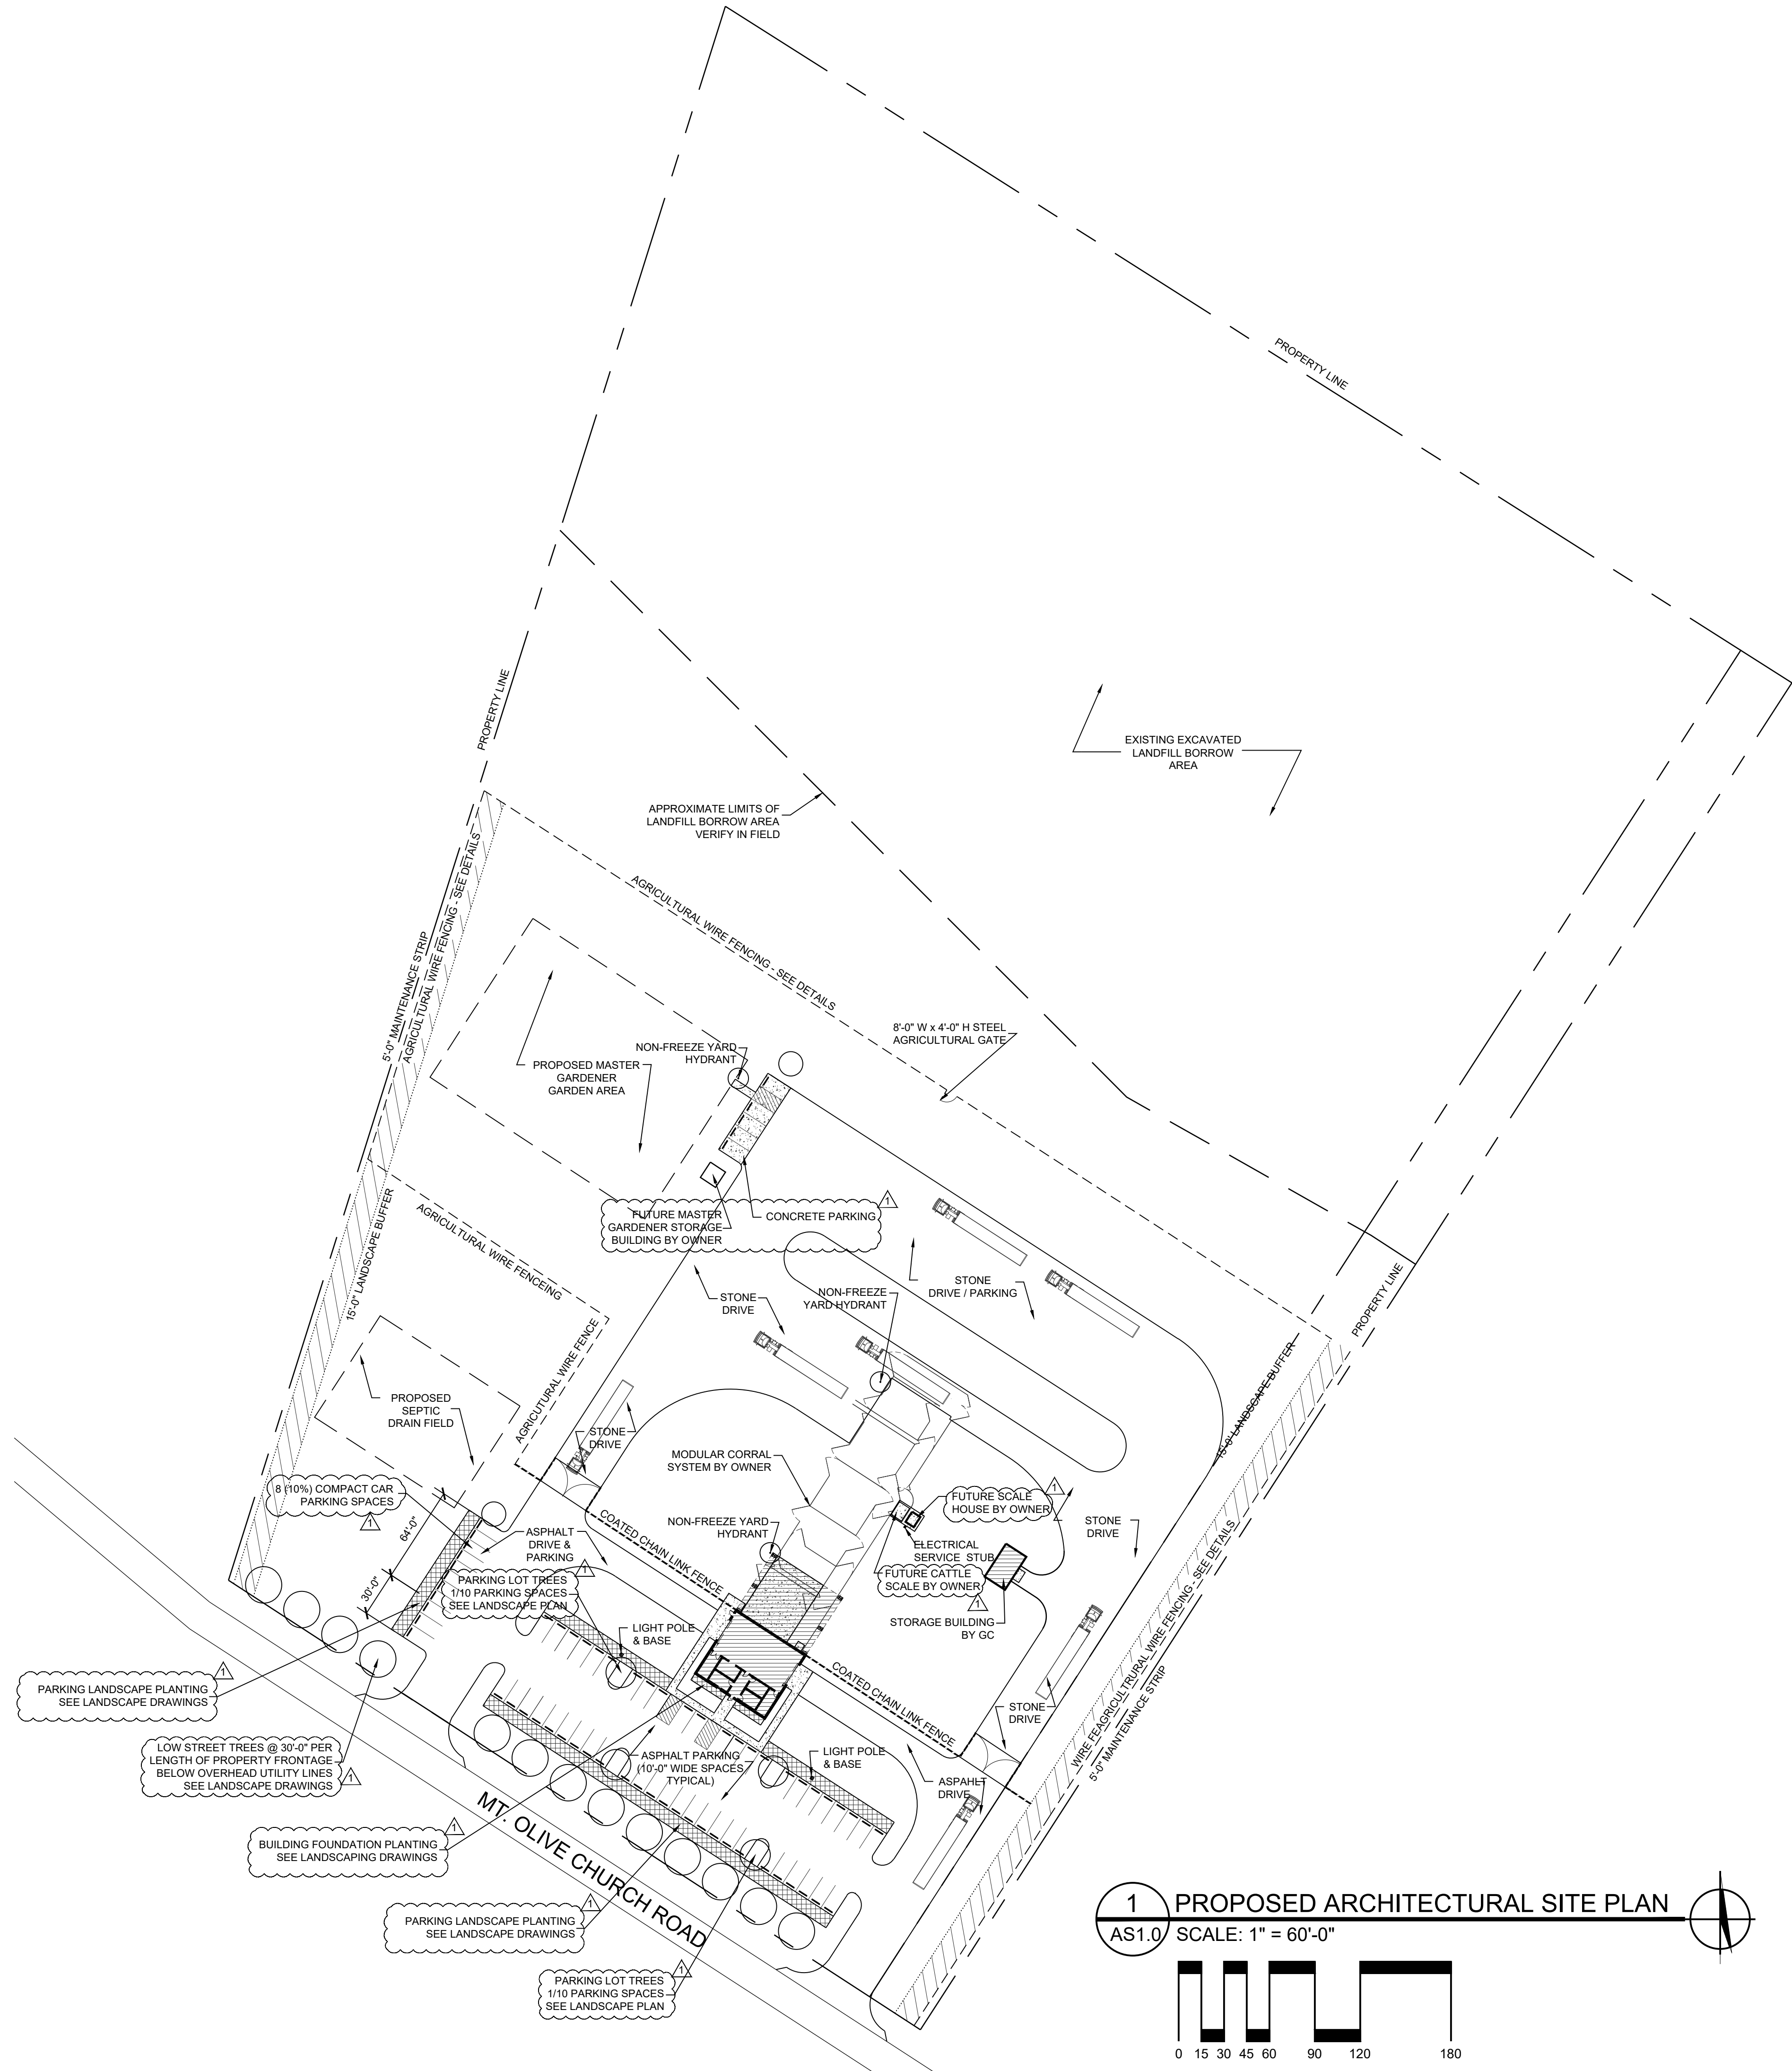 PROPERTY LINE
PROPERTY LINE
EXISTING EXCAVATED
LANDFILL BORROW
AREA
APPROXIMATE LIMITS OF
LANDFILL BORROW AREA
VERIFY IN FIELD
5'-0" MAINTENANCE STRIP
AGRICULTURAL WIRE FENCING - SEE DETAILS
AGRICULTURAL WIRE FENCING - SEE DETAILS
8'-0" W x 4'-0" H STEEL
AGRICULTURAL GATE
NON-FREEZE YARD
HYDRANT
PROPOSED MASTER
GARDENER
GARDEN AREA
15'-0" LANDSCAPE BUFFER
AGRICULTURAL WIRE FENCEING
FUTURE MASTER
GARDENER STORAGE
BUILDING BY OWNER
CONCRETE PARKING
1
STONE
DRIVE
NON-FREEZE
YARD HYDRANT
STONE
DRIVE / PARKING
PROPERTY LINE
15'-0" LANDSCAPE BUFFER
AGRICUTURAL WIRE FENCE
PROPOSED
SEPTIC
DRAIN FIELD
STONE
DRIVE
MODULAR CORRAL
SYSTEM BY OWNER
8 (10%) COMPACT CAR
PARKING SPACES
1
64'-0"
30'-0"
COATED CHAIN LINK FENCE
NON-FREEZE YARD
HYDRANT
FUTURE SCALE
HOUSE BY OWNER
1
STONE
DRIVE
ASPHALT
DRIVE &
PARKING
ELECTRICAL
SERVICE STUB
FUTURE CATTLE
SCALE BY OWNER
1
PARKING LOT TREES
1/10 PARKING SPACES
SEE LANDSCAPE PLAN
1
STORAGE BUILDING
BY GC
LIGHT POLE
& BASE
WIRE FEAGRICULTRURAL WIRE FENCING - SEE DETAILS
5'-0" MAINTENANCE STRIP
COATED CHAIN LINK FENCE
PARKING LANDSCAPE PLANTING
SEE LANDSCAPE DRAWINGS
1
STONE
DRIVE
LOW STREET TREES @ 30'-0" PER
LENGTH OF PROPERTY FRONTAGE
BELOW OVERHEAD UTILITY LINES
SEE LANDSCAPE DRAWINGS
1
ASPHALT PARKING
(10'-0" WIDE SPACES
TYPICAL)
LIGHT POLE
& BASE
ASPAHLT
DRIVE
MT. OLIVE CHURCH ROAD
BUILDING FOUNDATION PLANTING
SEE LANDSCAPING DRAWINGS
1
PARKING LANDSCAPE PLANTING
SEE LANDSCAPE DRAWINGS
1
PARKING LOT TREES
1/10 PARKING SPACES
SEE LANDSCAPE PLAN
1
1
AS1.0
PROPOSED ARCHITECTURAL SITE PLAN
SCALE: 1" = 60'-0"
0 15 30 45 60 90 120 180